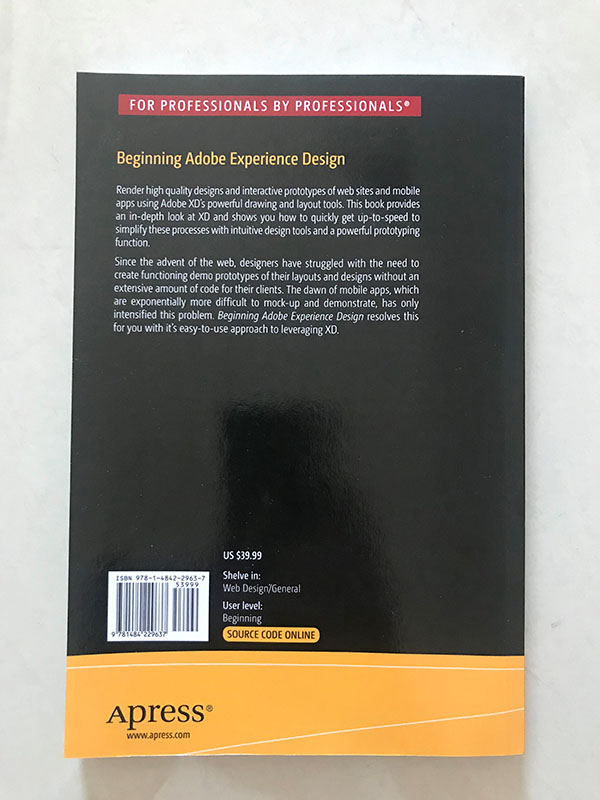 FOR PROFESSIONALS BY PROFESSIONALS®
Beginning Adobe Experience Design
Render high quality designs and interactive prototypes of web sites and mobile
apps using Adobe XD's powerful drawing and layout tools. This book provides
an in-depth look at XD and shows you how to quickly get up-to-speed to
simplify these processes with intuitive design tools and a powerful prototyping
function.
Since the advent of the web, designers have struggled with the need to
create functioning demo prototypes of their layouts and designs without an
extensive amount of code for their clients. The dawn of mobile apps, which
are exponentially more difficult to mock-up and demonstrate, has only
intensified this problem. Beginning Adobe Experience Design resolves this
for you with it's easy-to-use approach to leveraging XD.
US $39.99
Shelve in:
Web Design/General
User level:
Beginning
SOURCE CODE ONLINE
ISBN 978-1-4842-2963-7
53999
9 781484 229637
Apress®
www.apress.com